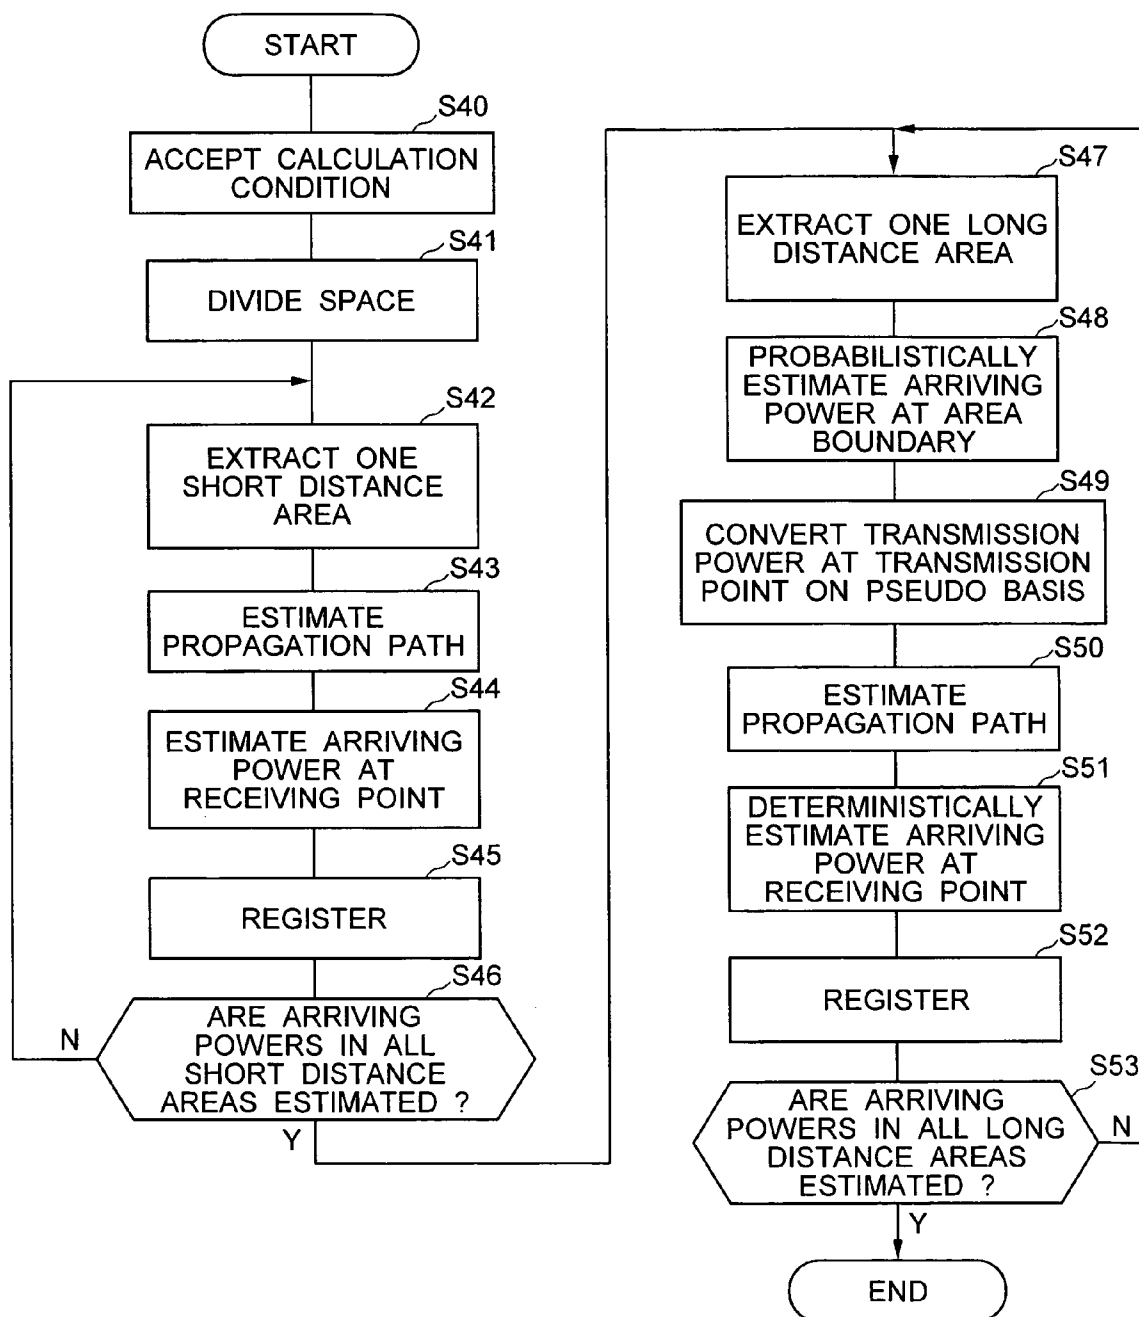 START
S40
ACCEPT CALCULATION
CONDITION
S41
DIVIDE SPACE
S42
EXTRACT ONE
SHORT DISTANCE
AREA
S43
ESTIMATE
PROPAGATION PATH
S44
ESTIMATE ARRIVING
POWER AT
RECEIVING POINT
S45
REGISTER
S46
ARE ARRIVING
POWERS IN ALL
SHORT DISTANCE
AREAS ESTIMATED ?
N
Y
S47
EXTRACT ONE LONG
DISTANCE AREA
S48
PROBABILISTICALLY
ESTIMATE ARRIVING
POWER AT AREA
BOUNDARY
S49
CONVERT TRANSMISSION
POWER AT TRANSMISSION
POINT ON PSEUDO BASIS
S50
ESTIMATE
PROPAGATION PATH
S51
DETERMINISTICALLY
ESTIMATE ARRIVING
POWER AT
RECEIVING POINT
S52
REGISTER
S53
ARE ARRIVING
POWERS IN ALL LONG
DISTANCE AREAS
ESTIMATED ?
N
Y
END